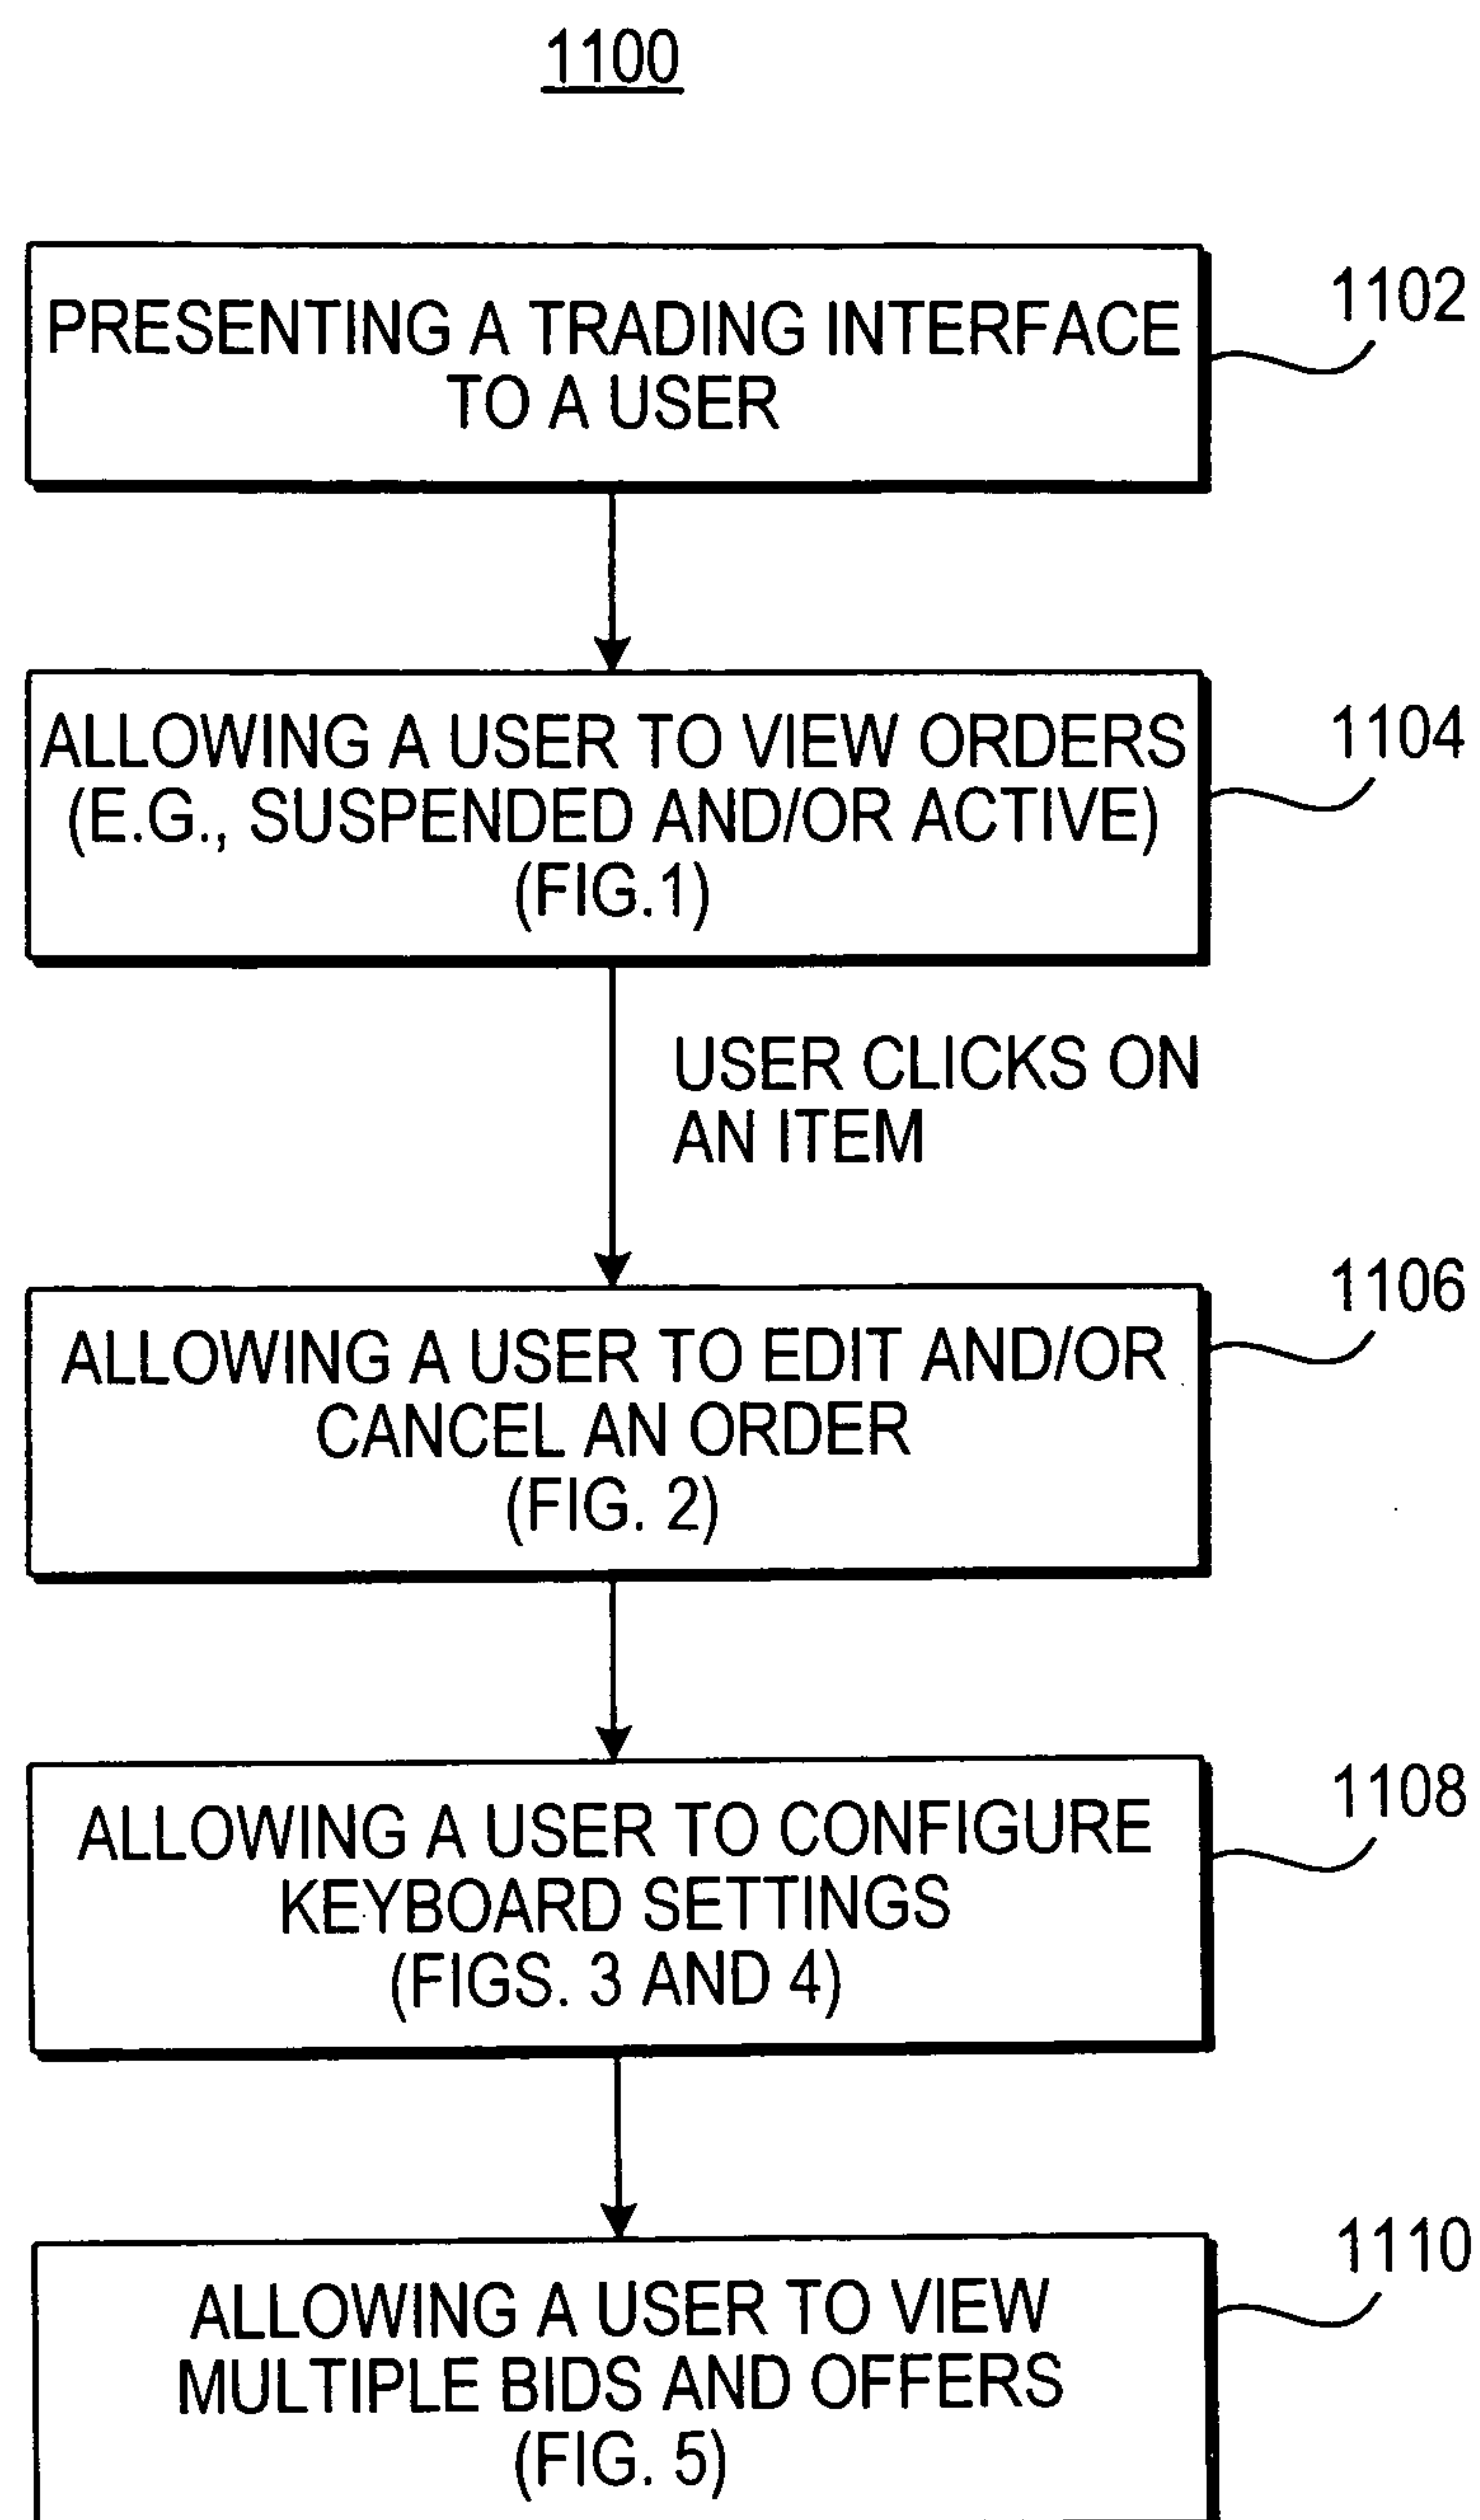 1100
PRESENTING A TRADING INTERFACE
TO A USER
1102
ALLOWING A USER TO VIEW ORDERS
(E.G., SUSPENDED AND/OR ACTIVE)
(FIG.1)
1104
USER CLICKS ON
AN ITEM
ALLOWING A USER TO EDIT AND/OR
CANCEL AN ORDER
(FIG. 2)
1106
ALLOWING A USER TO CONFIGURE
KEYBOARD SETTINGS
(FIGS. 3 AND 4)
1108
ALLOWING A USER TO VIEW
MULTIPLE BIDS AND OFFERS
(FIG. 5)
1110